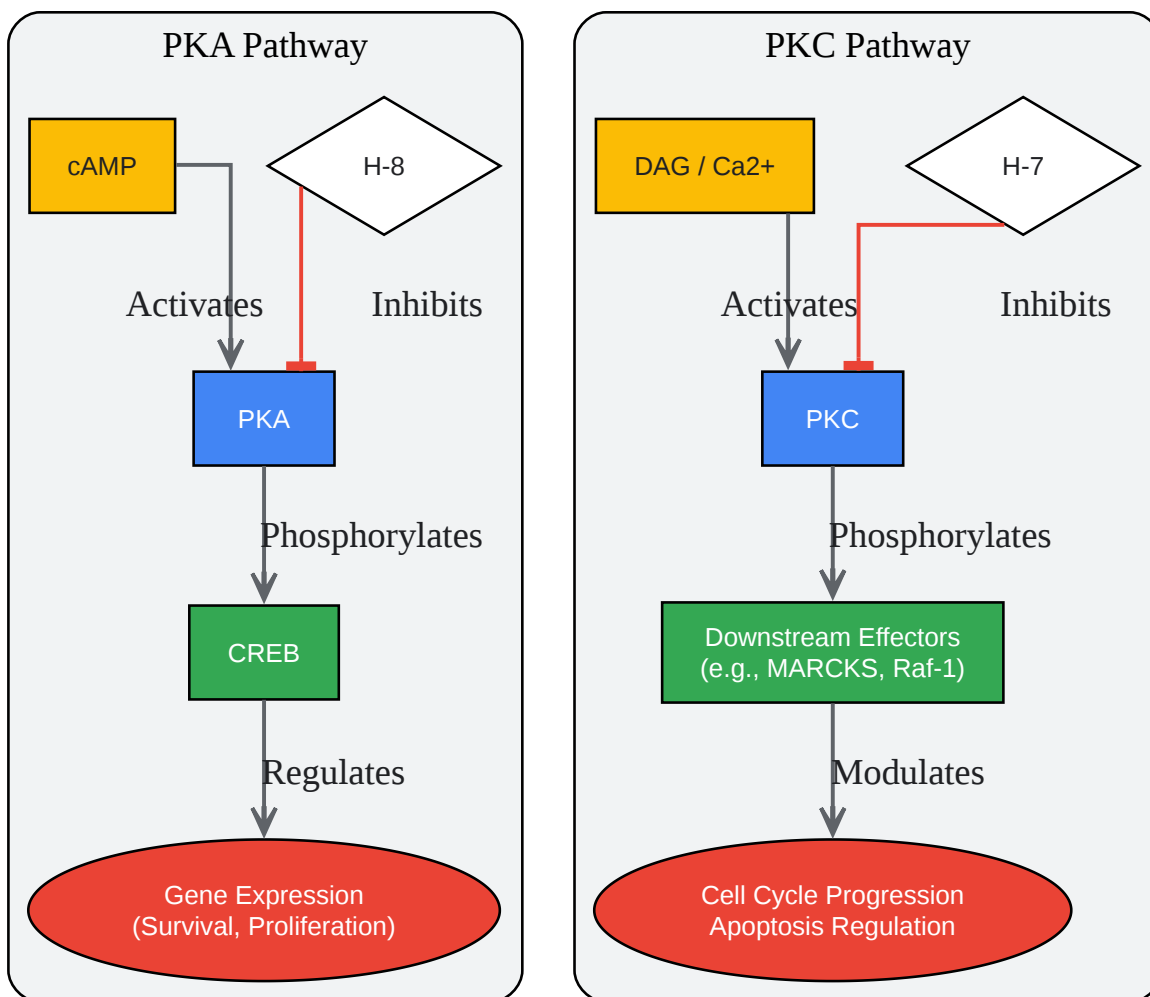 PKA Pathway
cAMP
H-8
Activates
Inhibits
PKA
Phosphorylates
CREB
Regulates
Gene Expression
(Survival, Proliferation)
PKC Pathway
DAG / Ca2+
H-7
Activates
Inhibits
PKC
Phosphorylates
Downstream Effectors
(e.g., MARCKS, Raf-1)
Modulates
Cell Cycle Progression
Apoptosis Regulation